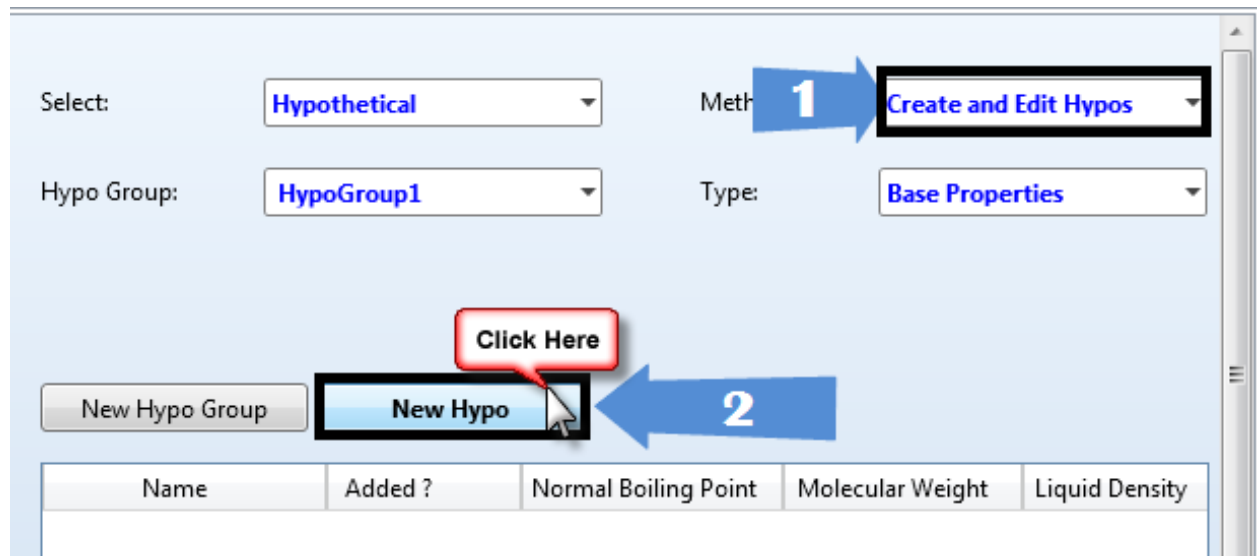 Select: Hypothetical Meth 1 Create and Edit Hypos
Hypo Group: HypoGroup1 Type: Base Properties
Click Here
New Hypo Group New Hypo 2
Name Added ? Normal Boiling Point Molecular Weight Liquid Density